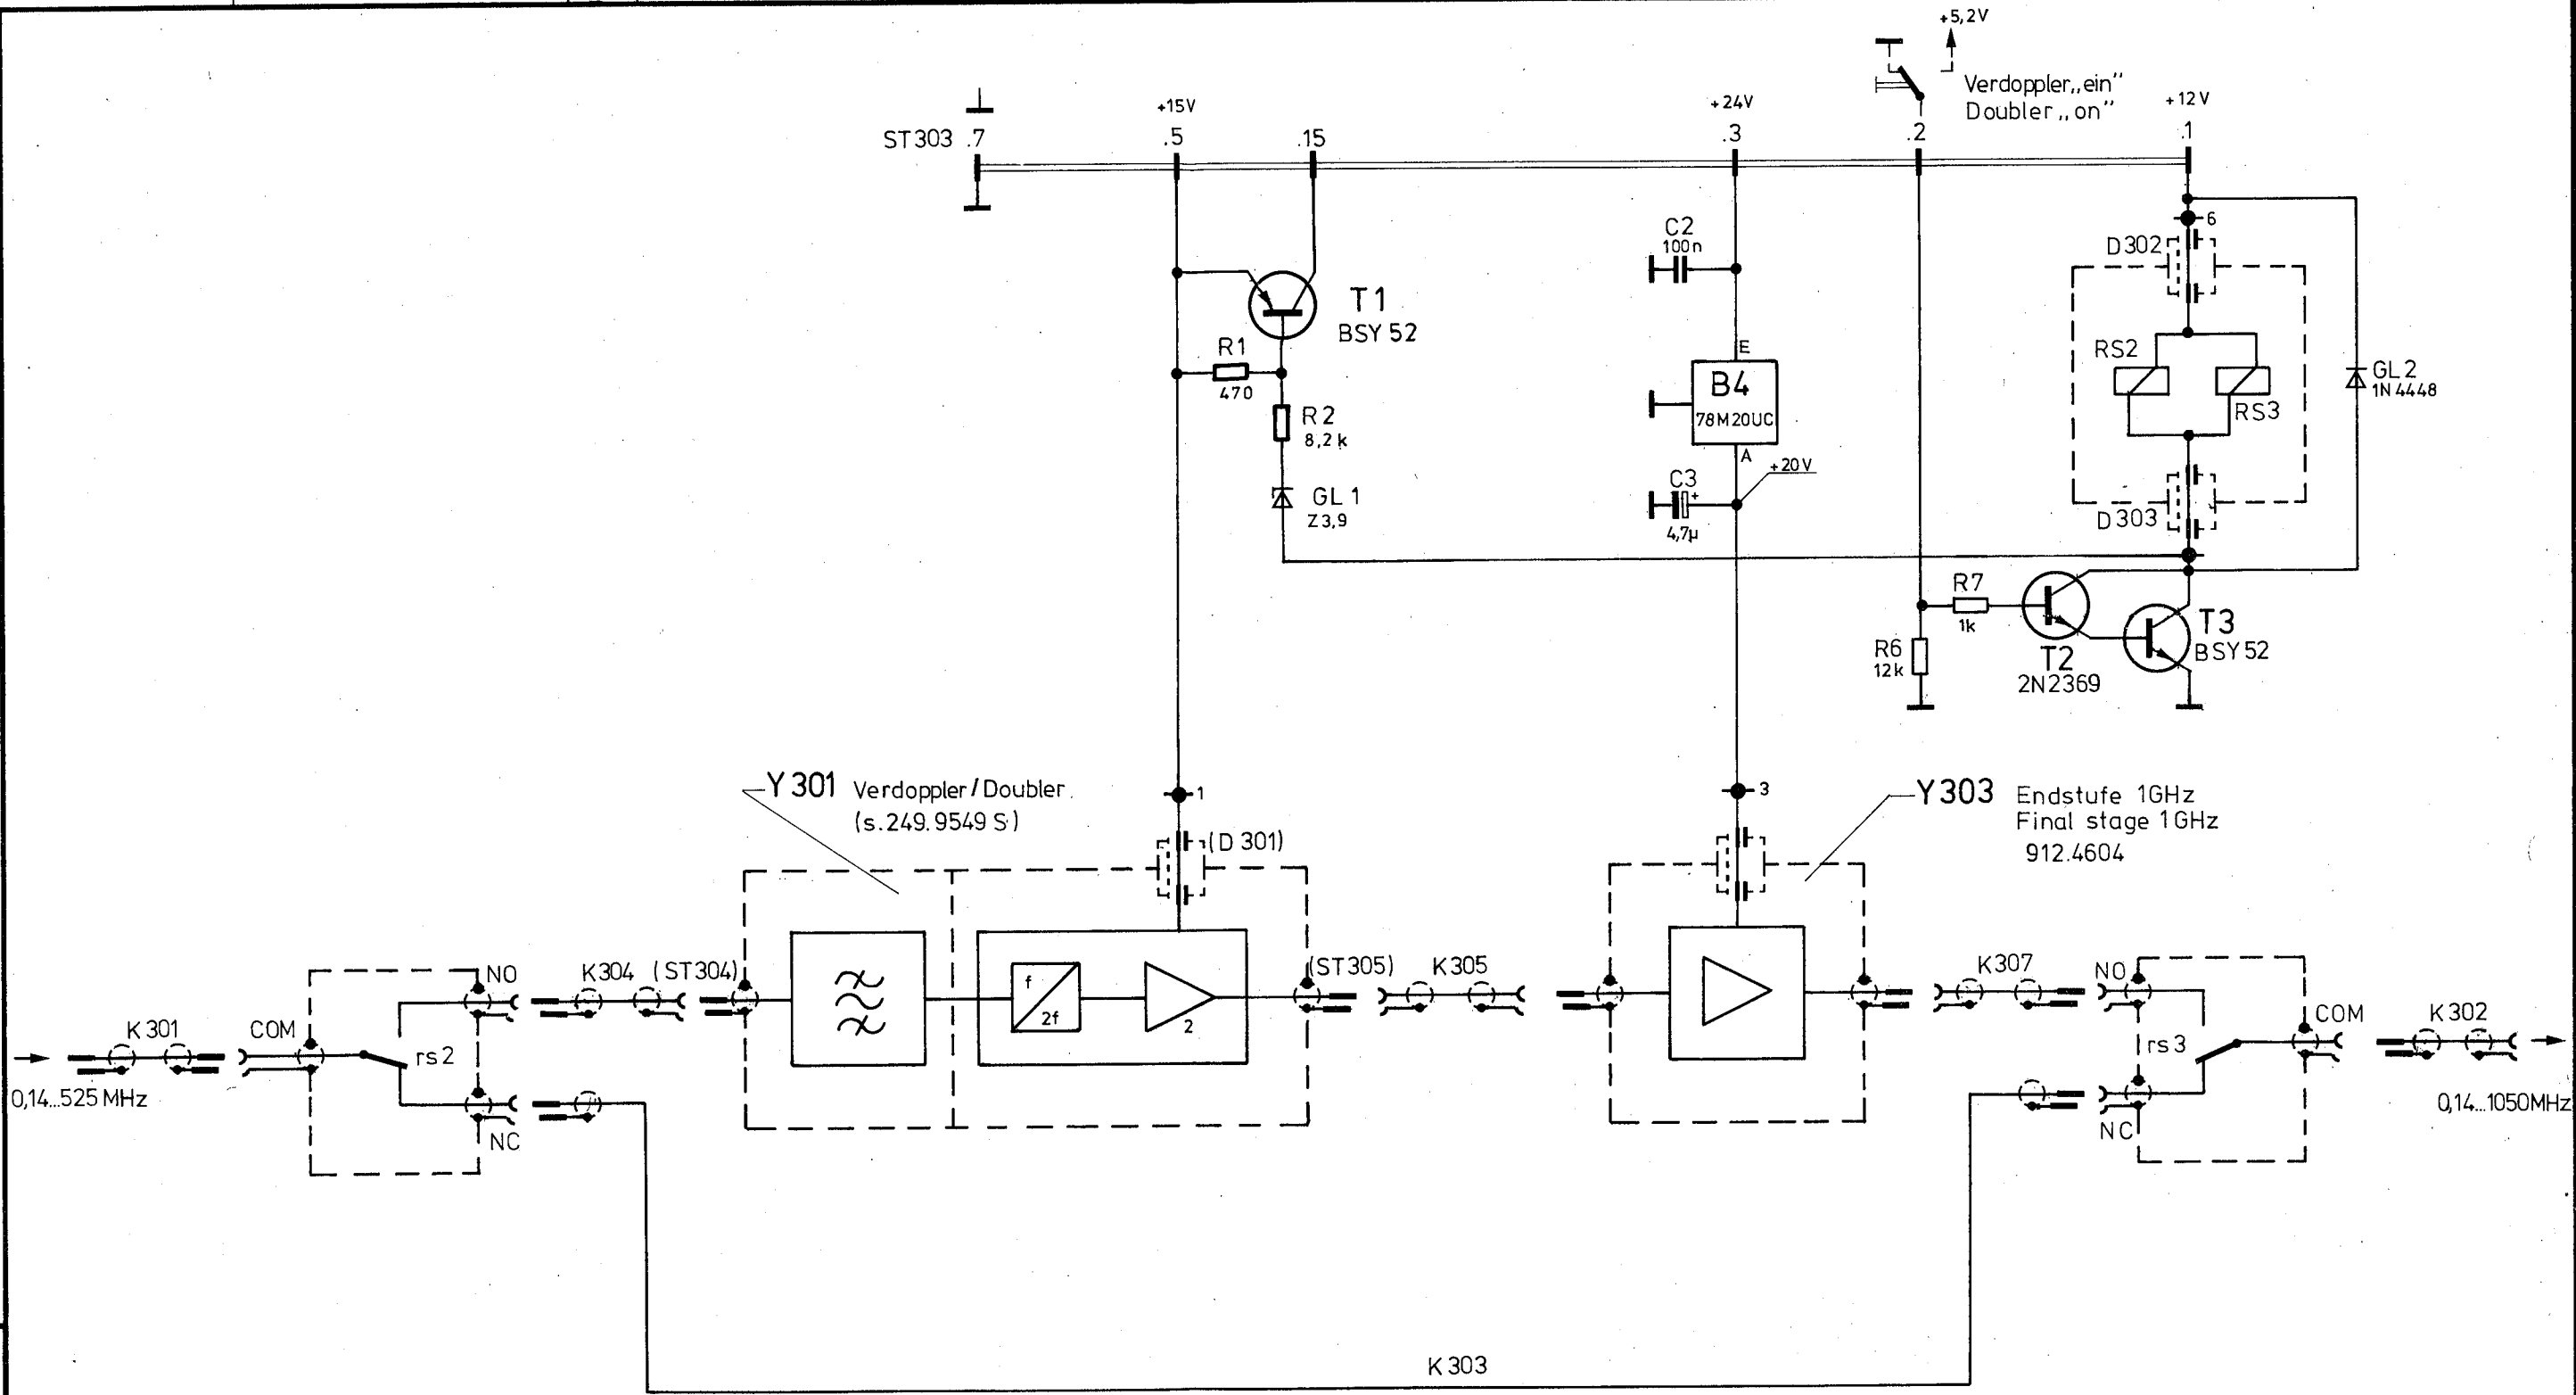 +5,2V
Verdoppler „ein”
Doubler „on”
+15V
+24V
+12V
ST303 .7
.5
.15
.3
.2
.1
6
C2
100n
D302
T1
BSY 52
R1
470
E
B4
78M20UC
A
RS2
RS3
GL2
1N4448
R2
8,2k
+20V
C3
+
4,7µ
GL1
Z3,9
D303
R7
1k
T3
BSY52
R6
12k
T2
2N2369
Y301 Verdoppler/Doubler
(s.249.9549 S)
1
3
Y303 Endstufe 1GHz
Final stage 1GHz
912.4604
(D301)
NO
K304
(ST304)
(ST305)
K305
K307
NO
f
2f
2
K301
COM
rs2
rs3
COM
K302
0,14...525MHz
0,14...1050MHz
NC
NC
K303